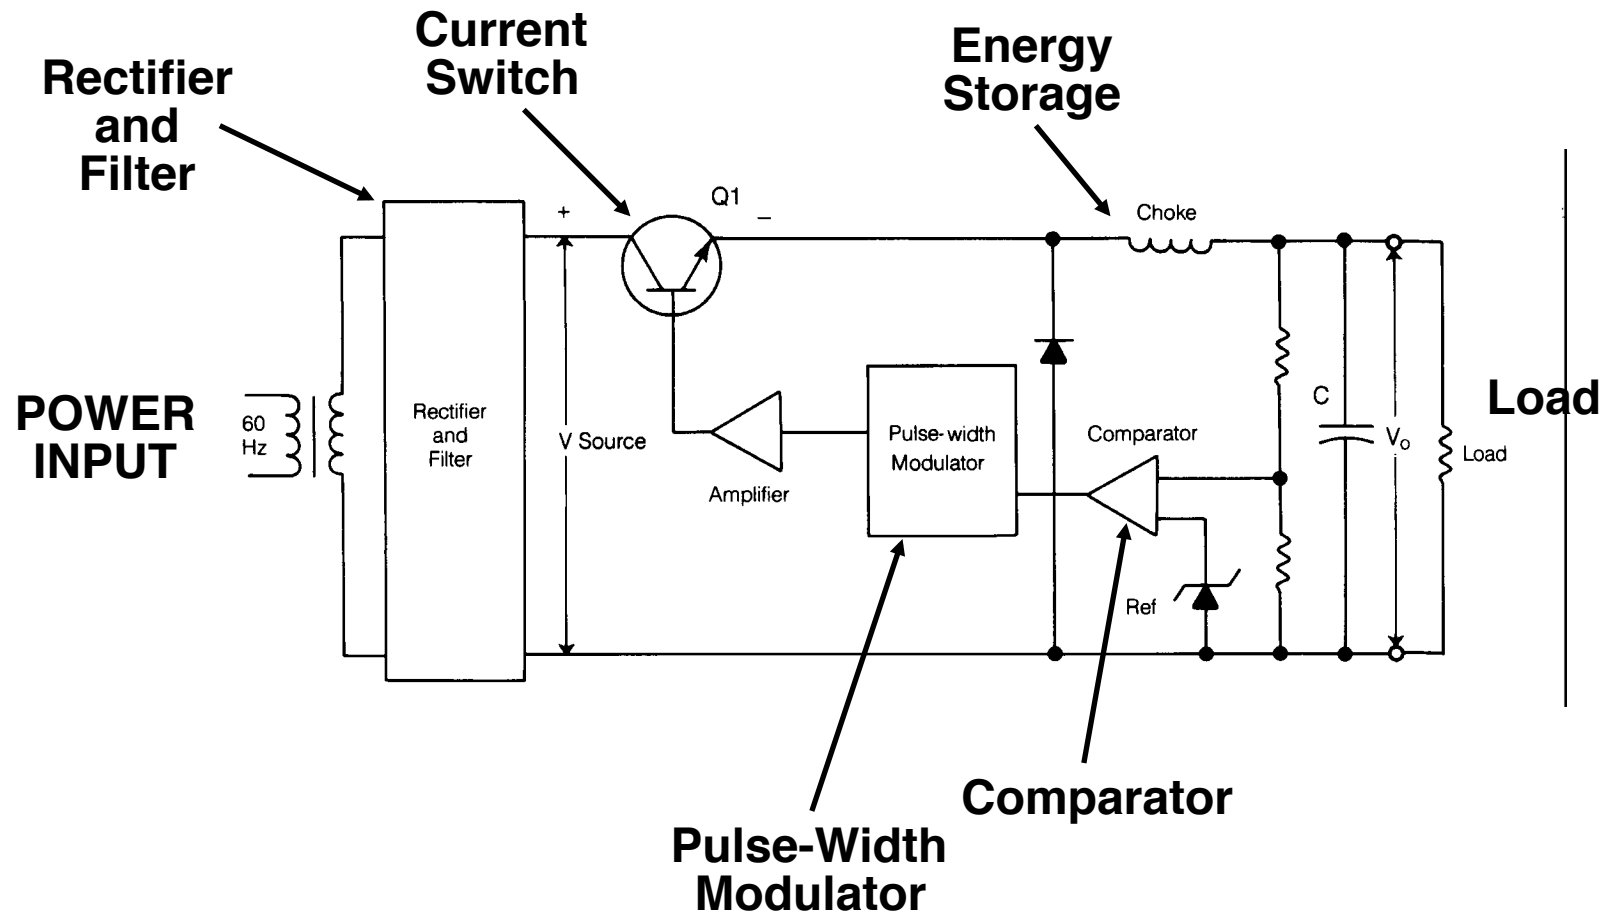 Current
Switch
Energy
Storage
Rectifier
and
Filter
Q1
+
−
Choke
POWER
INPUT
60
Hz
Rectifier
and
Filter
V Source
Amplifier
Pulse-width
Modulator
Comparator
C
Vo
Load
Load
Ref
Comparator
Pulse-Width
Modulator